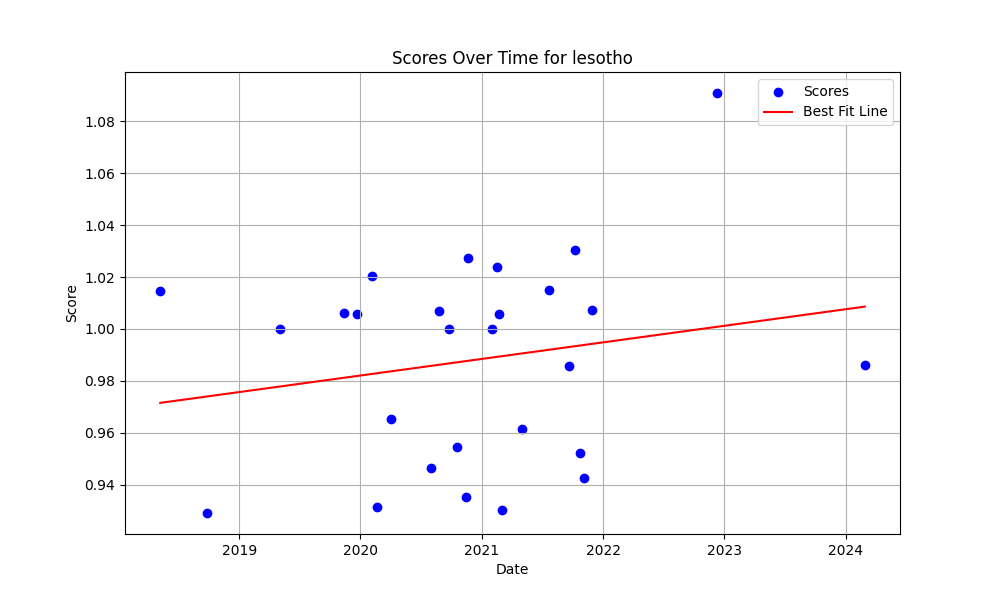 Scores Over Time for lesotho
Scores
Best Fit Line
Score
1.08
1.06
1.04
1.02
1.00
0.98
0.96
0.94
2019 2020 2021 2022 2023 2024
Date